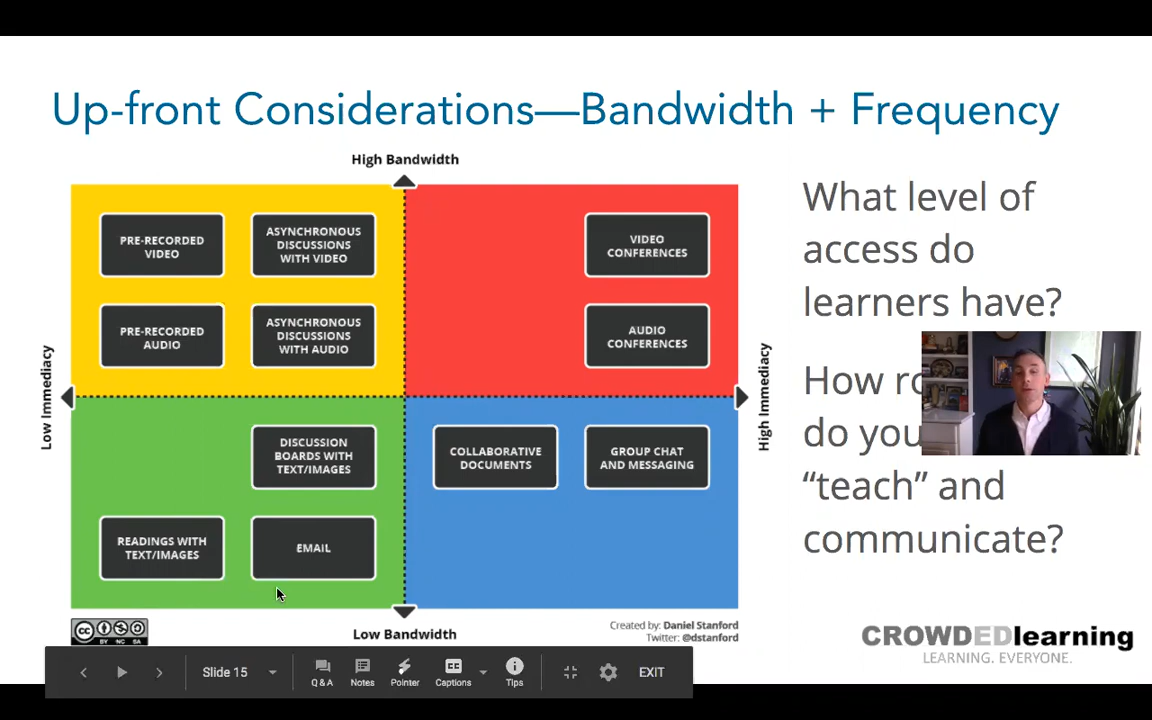 Up-front Considerations—Bandwidth + Frequency
High Bandwidth
PRE-RECORDED
VIDEO
ASYNCHRONOUS
DISCUSSIONS
WITH VIDEO
VIDEO
CONFERENCES
PRE-RECORDED
AUDIO
ASYNCHRONOUS
DISCUSSIONS
WITH AUDIO
AUDIO
CONFERENCES
Low Immediacy
High Immediacy
DISCUSSION
BOARDS WITH
TEXT/IMAGES
COLLABORATIVE
DOCUMENTS
GROUP CHAT
AND MESSAGING
READINGS WITH
TEXT/IMAGES
EMAIL
Low Bandwidth
cc
BY NC SA
Created by: Daniel Stanford
Twitter: @dstanford
What level of
access do
learners have?
How
do you
“teach” and
communicate?
CROWDEDlearning
LEARNING. EVERYONE.
Slide 15
Q & A
Notes
Pointer
Captions
Tips
EXIT